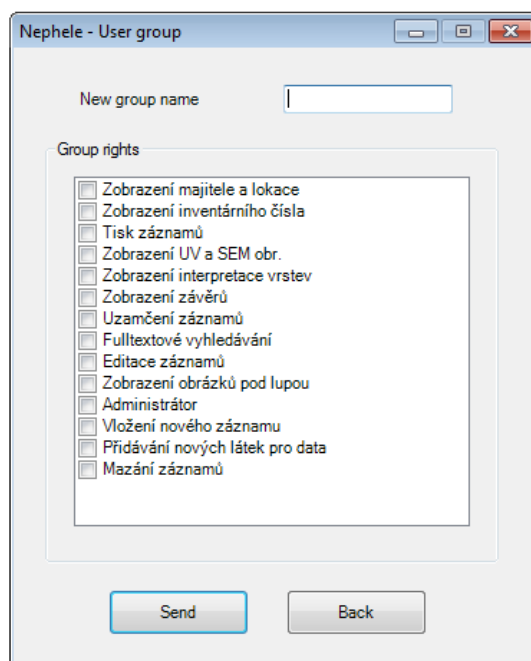 Nephele - User group
New group name
Group rights
Zobrazení majitele a lokace
Zobrazení inventárního čísla
Tisk záznamů
Zobrazení UV a SEM obr.
Zobrazení interpretace vrstev
Zobrazení závěrů
Uzamčení záznamů
Fulltextové vyhledávání
Editace záznamů
Zobrazení obrázků pod lupou
Administrátor
Vložení nového záznamu
Přidávání nových látek pro data
Mazání záznamů
Send Back